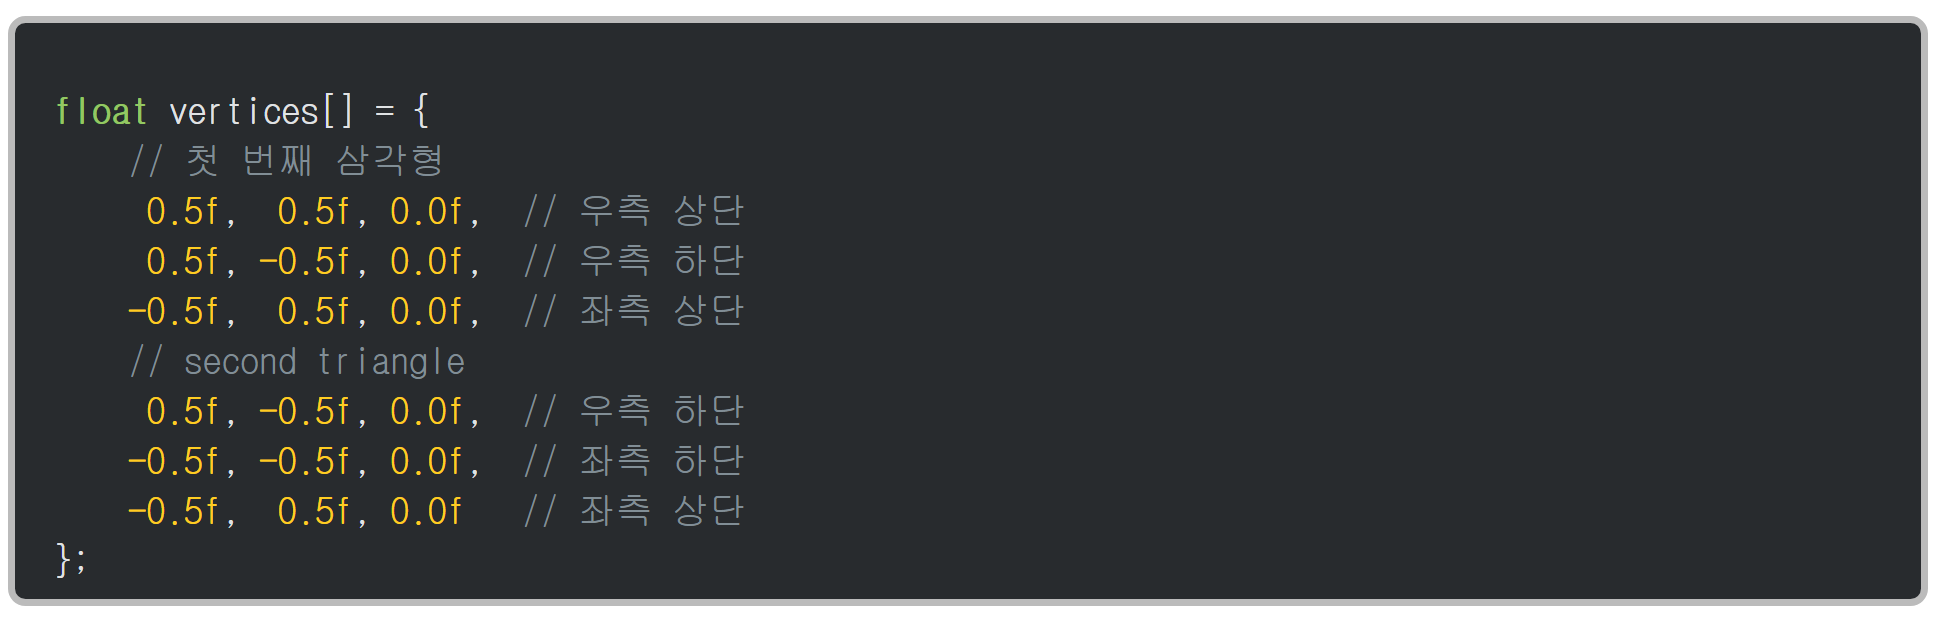 float vertices[] = {
    // 첫 번째 삼각형
     0.5f,  0.5f, 0.0f,  // 우측 상단
     0.5f, -0.5f, 0.0f,  // 우측 하단
    -0.5f,  0.5f, 0.0f,  // 좌측 상단
    // second triangle
     0.5f, -0.5f, 0.0f,  // 우측 하단
    -0.5f, -0.5f, 0.0f,  // 좌측 하단
    -0.5f,  0.5f, 0.0f   // 좌측 상단
};